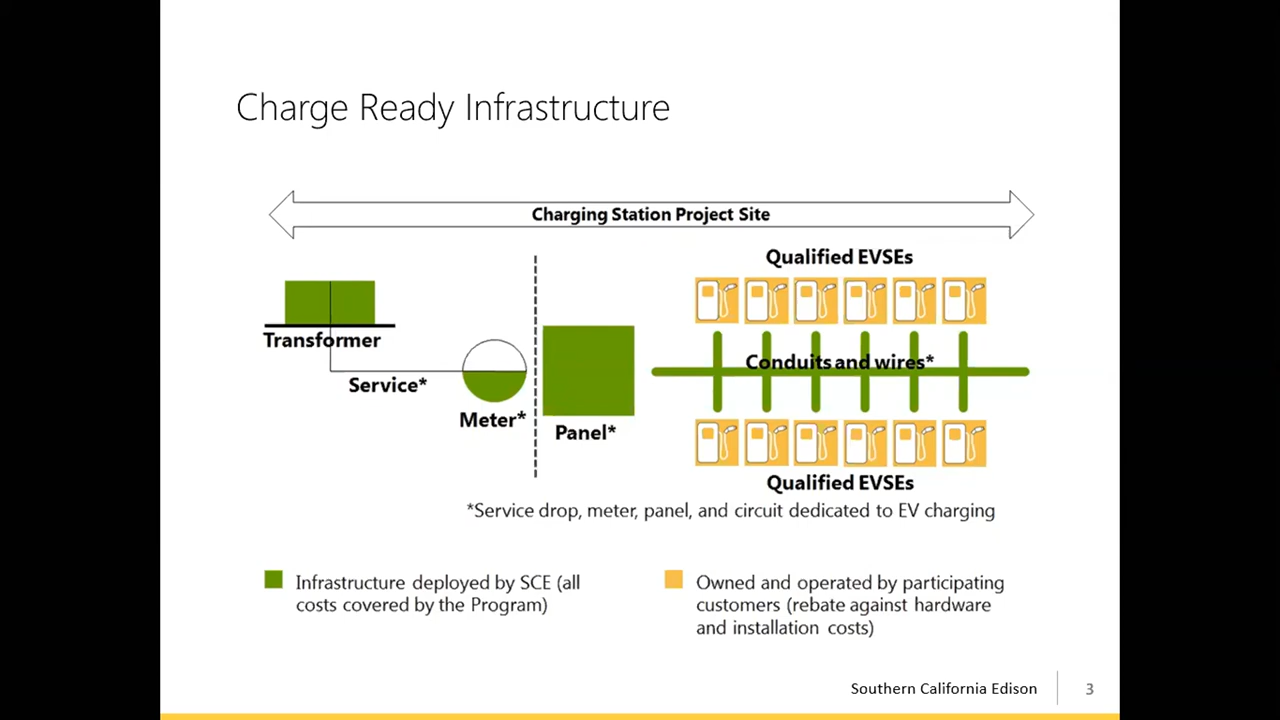 Charge Ready Infrastructure
Charging Station Project Site
Qualified EVSEs
Transformer
Service*
Meter*
Panel*
Conduits and wires*
Qualified EVSEs
*Service drop, meter, panel, and circuit dedicated to EV charging
Infrastructure deployed by SCE (all
costs covered by the Program)
Owned and operated by participating
customers (rebate against hardware
and installation costs)
Southern California Edison
3